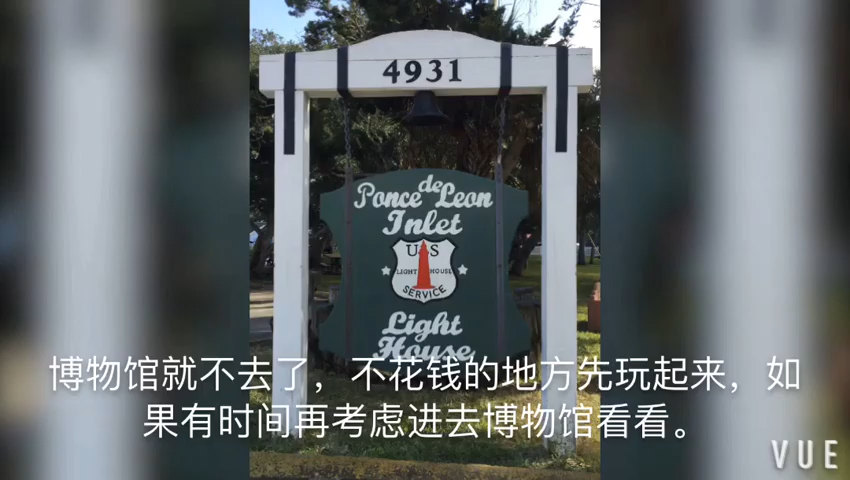 4931
de
Ponce Leon
Inlet
U S
LIGHT HOUSE
SERVICE
Light
House
博物馆就不去了，不花钱的地方先玩起来，如
果有时间再考虑进去博物馆看看。
VUE